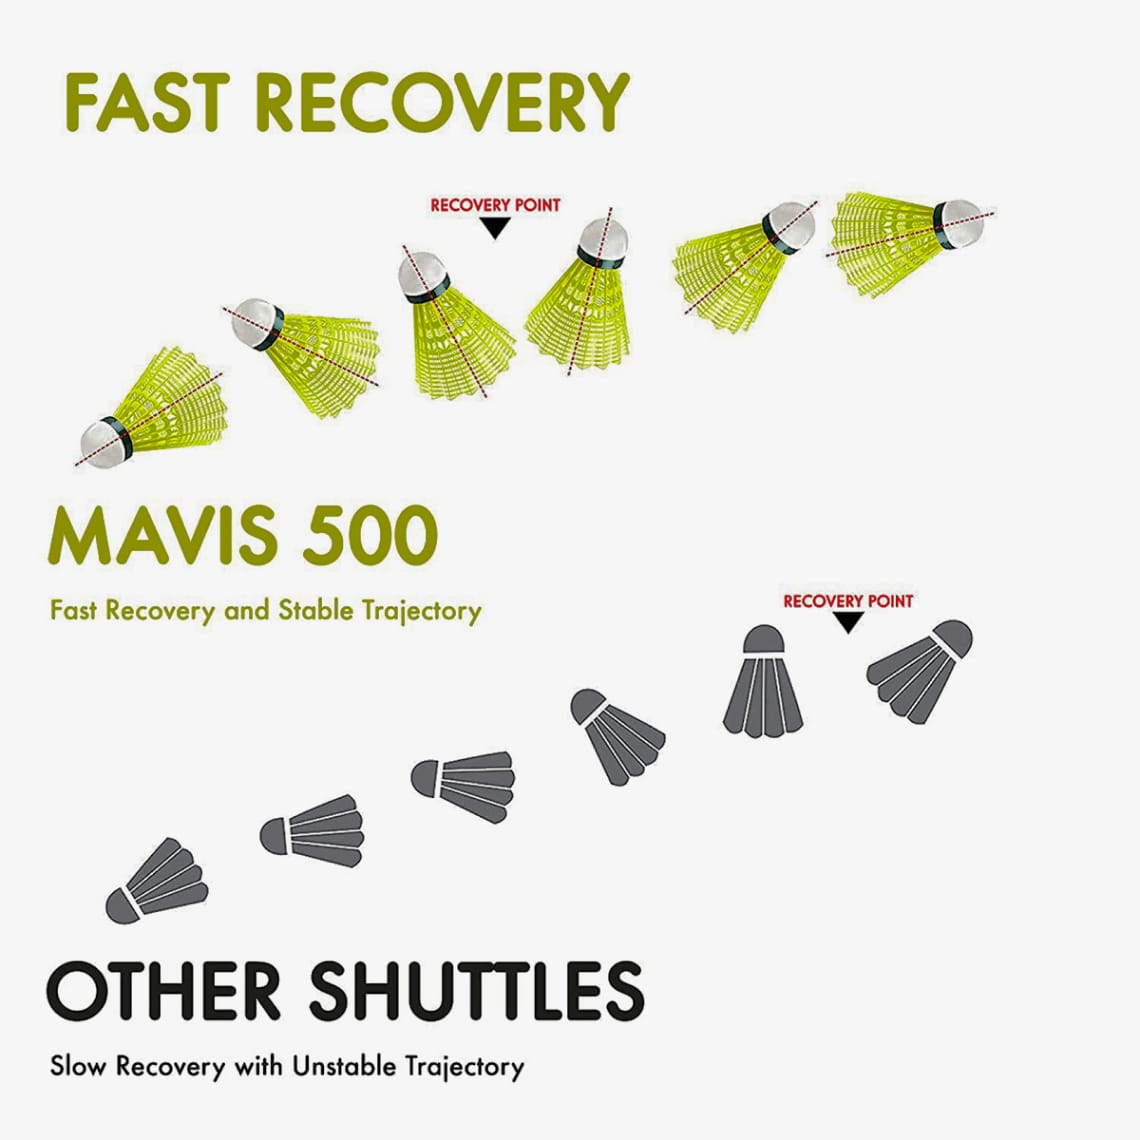 FAST RECOVERY
RECOVERY POINT
MAVIS 500
Fast Recovery and Stable Trajectory
RECOVERY POINT
OTHER SHUTTLES
Slow Recovery with Unstable Trajectory